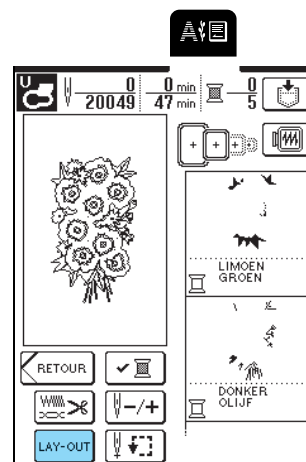 A
U
0 0 min 0
20049 47 min 5
LIMOEN
GROEN
RETOUR
DONKER
OLIJF
-/+
LAY-OUT